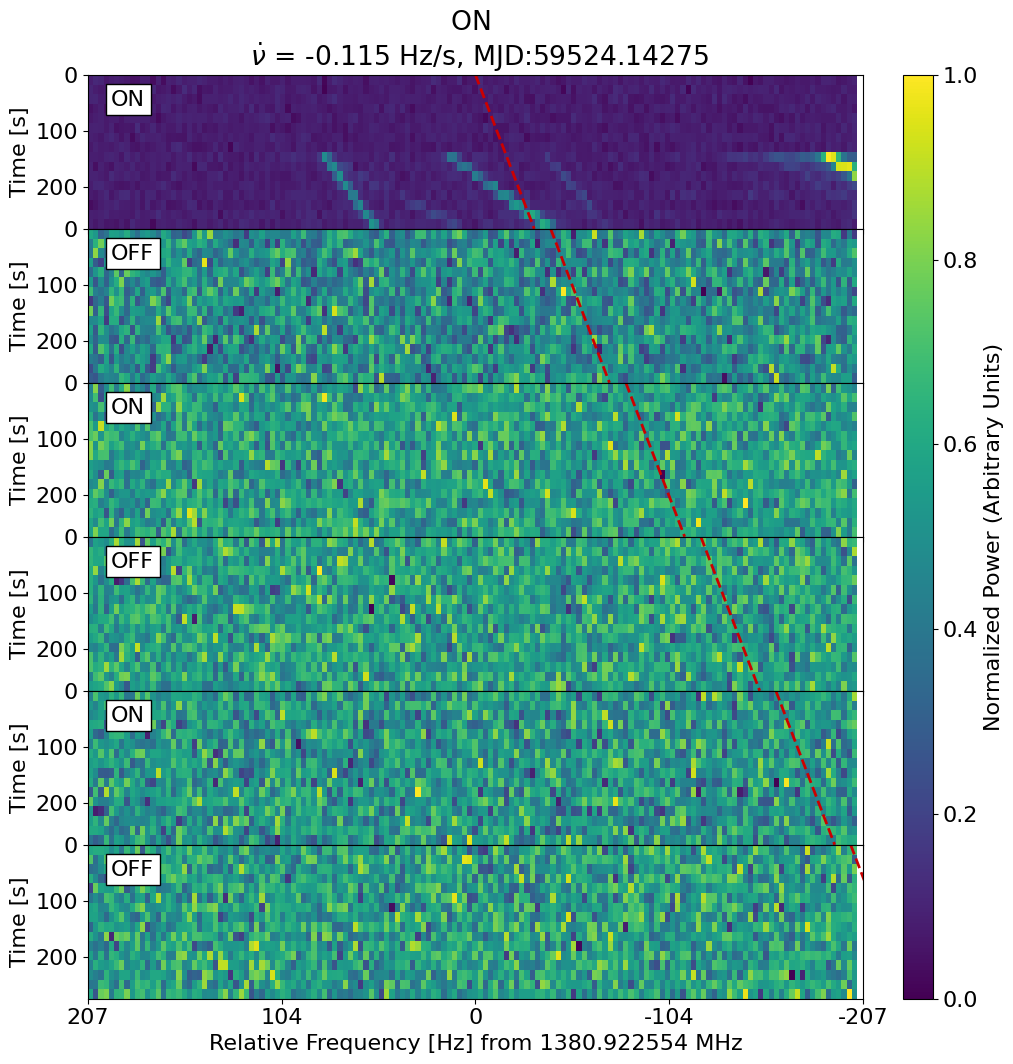 ON
ν̇ = -0.115 Hz/s, MJD:59524.14275
0
ON
100
200
Time [s]
0
OFF
100
200
Time [s]
0
ON
100
200
Time [s]
0
OFF
100
200
Time [s]
0
ON
100
200
Time [s]
0
OFF
100
200
Time [s]
207 104 0 -104 -207
Relative Frequency [Hz] from 1380.922554 MHz
1.0
0.8
0.6
0.4
0.2
0.0
Normalized Power (Arbitrary Units)